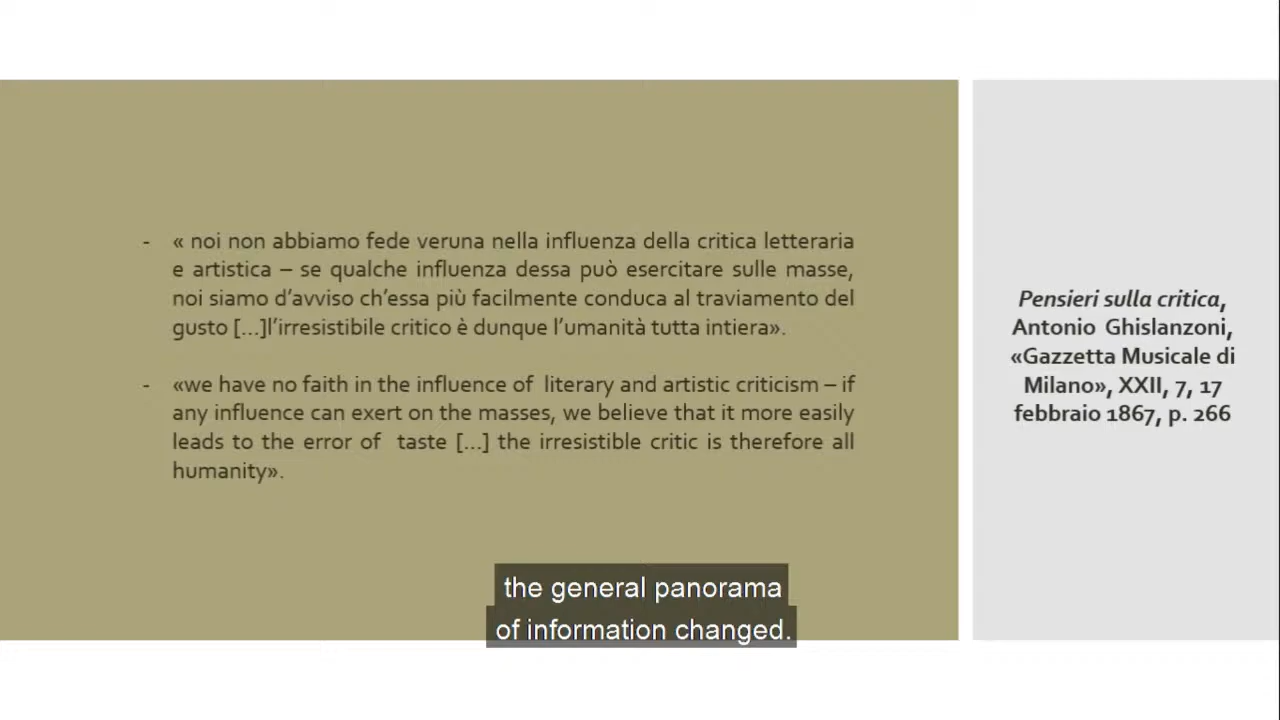 - « noi non abbiamo fede veruna nella influenza della critica letteraria
e artistica – se qualche influenza dessa può esercitare sulle masse,
noi siamo d’avviso ch’essa più facilmente conduca al traviamento del
gusto [...]l’irresistibile critico è dunque l’umanità tutta intiera».
- «we have no faith in the influence of literary and artistic criticism – if
any influence can exert on the masses, we believe that it more easily
leads to the error of taste [...] the irresistible critic is therefore all
humanity».
Pensieri sulla critica,
Antonio Ghislanzoni,
«Gazzetta Musicale di
Milano», XXII, 7, 17
febbraio 1867, p. 266
the general panorama
of information changed.